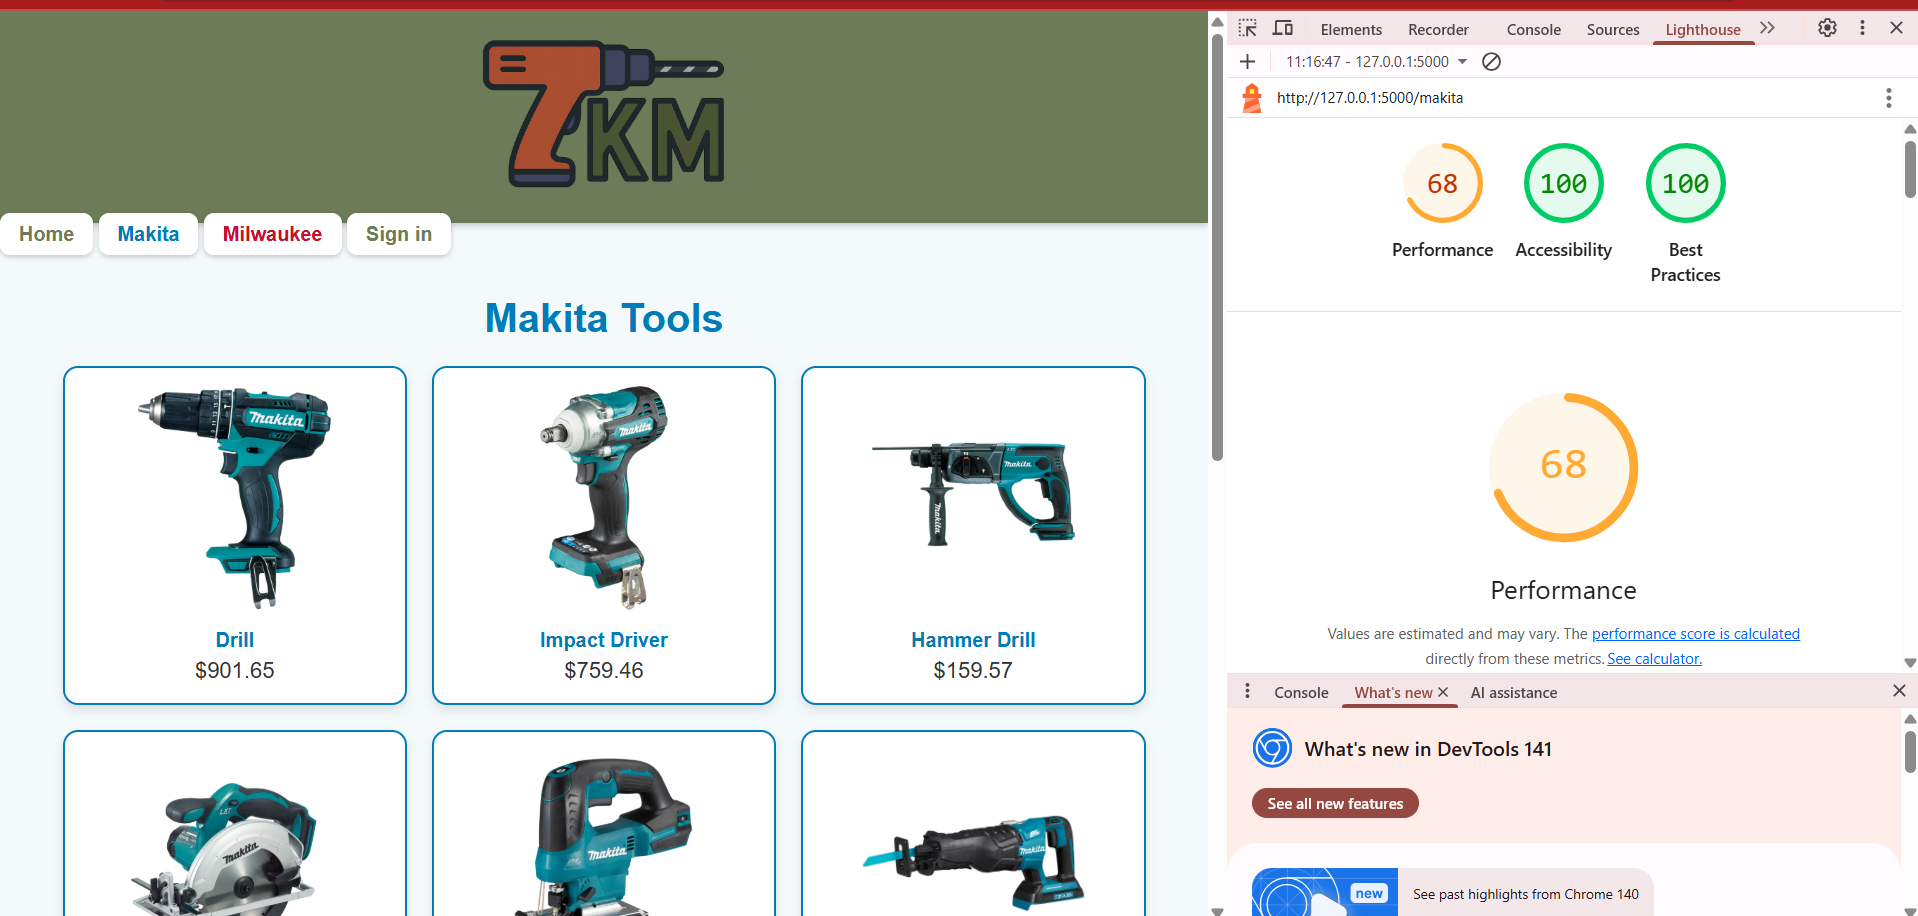 7KM
Home
Makita
Milwaukee
Sign in
Makita Tools
Makita
Makita
Makita
Makita
Drill
$901.65
Impact Driver
$759.46
Hammer Drill
$159.57
LXT
Makita
Makita
Makita
Elements
Recorder
Console
Sources
Lighthouse
11:16:47 - 127.0.0.1:5000
http://127.0.0.1:5000/makita
68
100
100
Performance
Accessibility
Best
Practices
68
Performance
Values are estimated and may vary. The performance score is calculated
directly from these metrics. See calculator.
Console
What's new
AI assistance
What's new in DevTools 141
See all new features
new
See past highlights from Chrome 140